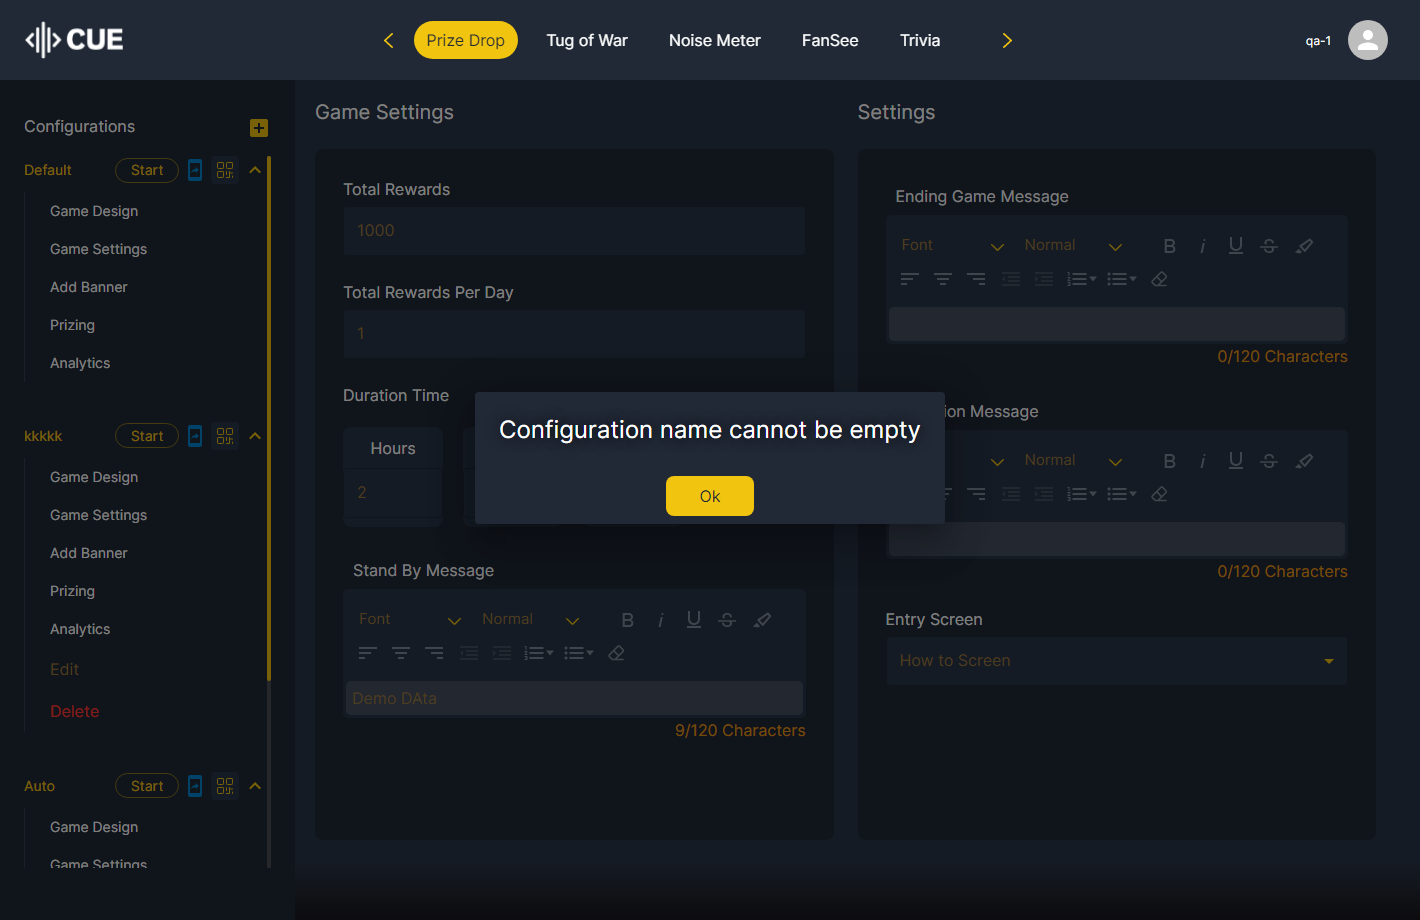 CUE
Prize Drop
Tug of War
Noise Meter
FanSee
Trivia
qa-1
Configurations
Default
Start
Game Design
Game Settings
Add Banner
Prizing
Analytics
kkkkk
Start
Game Design
Game Settings
Add Banner
Prizing
Analytics
Edit
Delete
Auto
Start
Game Design
Game Settings
Game Settings
Total Rewards
1000
Total Rewards Per Day
1
Duration Time
Hours
2
Stand By Message
Font
Normal
B
i
U
S
Demo DAta
9/120 Characters
Settings
Ending Game Message
Font
Normal
B
i
U
S
0/120 Characters
ion Message
Normal
B
i
U
S
0/120 Characters
Entry Screen
How to Screen
Configuration name cannot be empty
Ok